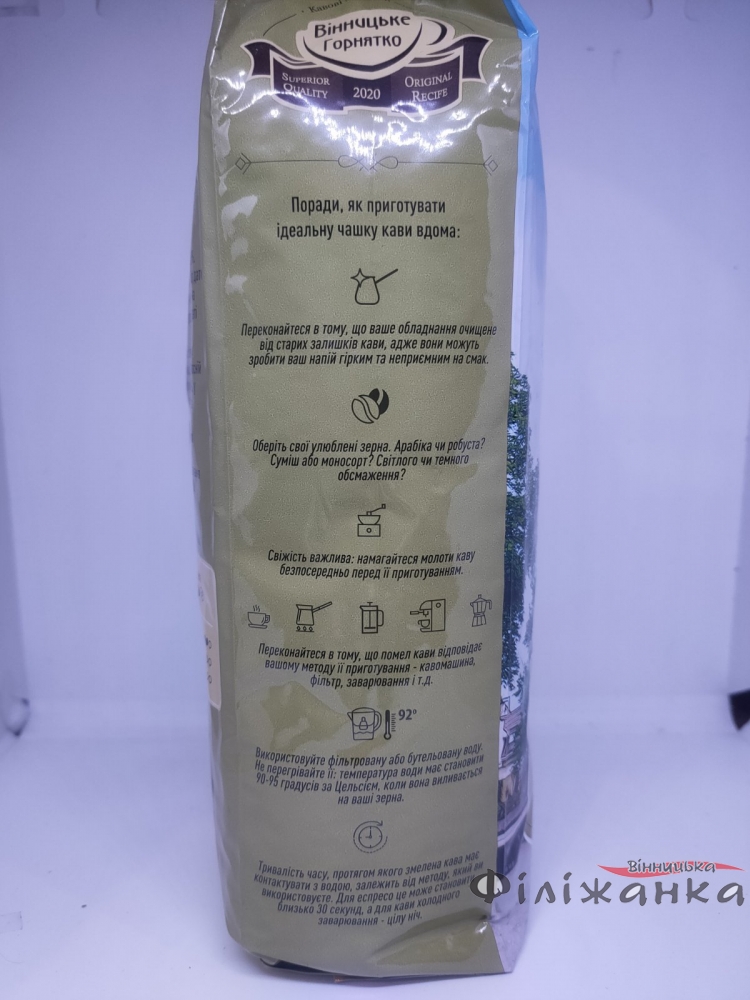 Кавові
Вінницьке
Горнятко
Superior
Quality
2020
Original
Recipe
Поради, як приготувати
ідеальну чашку кави вдома:
Переконайтеся в тому, що ваше обладнання очищене
від старих залишків кави, адже вони можуть
зробити ваш напій гірким та неприємним на смак.
Оберіть свої улюблені зерна. Арабіка чи робуста?
Суміш або моносорт? Світлого чи темного
обсмаження?
Свіжість важлива: намагайтеся молоти каву
безпосередньо перед її приготуванням.
Переконайтеся в тому, що помел кави відповідає
вашому методу її приготування - кавомашина,
фільтр, заварювання і т.д.
92°
Використовуйте фільтровану або бутельовану воду.
Не перегрівайте її: температура води має становити
90-95 градусів за Цельсієм, коли вона виливається
на ваші зерна.
Тривалість часу, протягом якого змелена кава має
контактувати з водою, залежить від методу, який ви
використовуєте. Для еспресо це може становити
близько 30 секунд, а для кави холодного
заварювання - цілу ніч.
Вінницька
Філіжанка